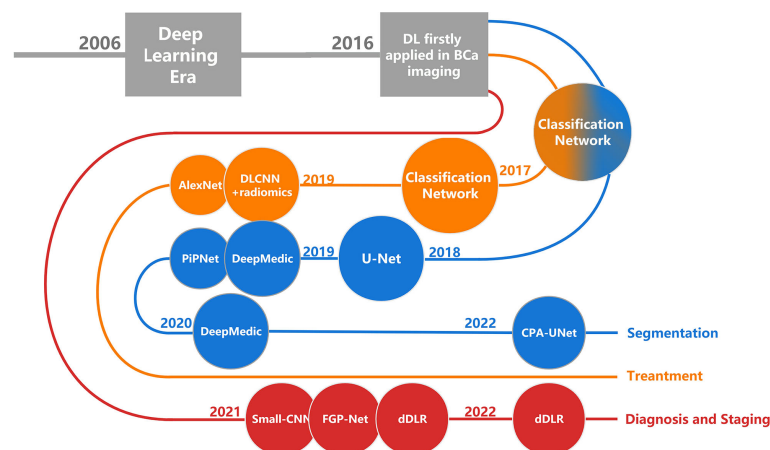 2006
Deep
Learning
Era
2016
DL firstly
applied in BCa
imaging
Classification
Network
2017
Classification
Network
2019
DLCNN
+radiomics
AlexNet
PiPNet
DeepMedic
2019
U-Net
2018
2020
DeepMedic
2022
CPA-UNet
Segmentation
Treantment
2021
Small-CNN
FGP-Net
dDLR
2022
dDLR
Diagnosis and Staging